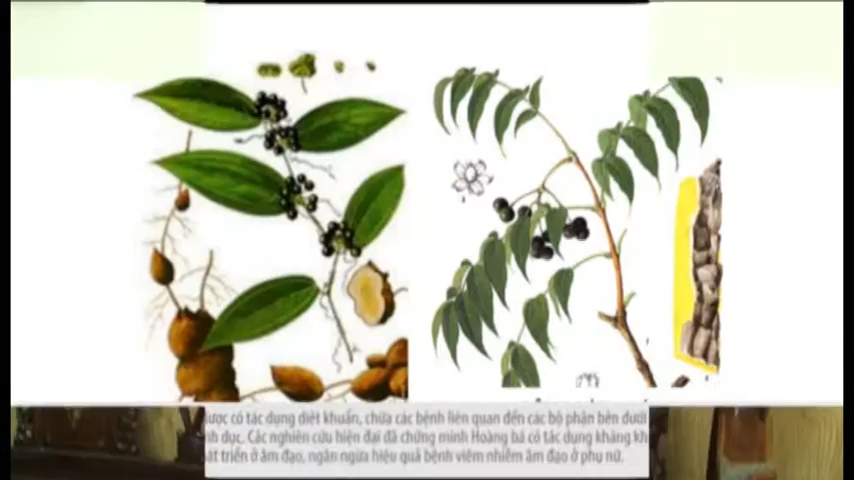 ược có tác dụng diệt khuẩn, chữa các bệnh liên quan đến các bộ phận bên dưới
nh dục. Các nghiên cứu hiện đại đã chứng minh Hoàng bá có tác dụng kháng kh
át triển ở âm đạo, ngăn ngừa hiệu quả bệnh viêm nhiễm âm đạo ở phụ nữ.